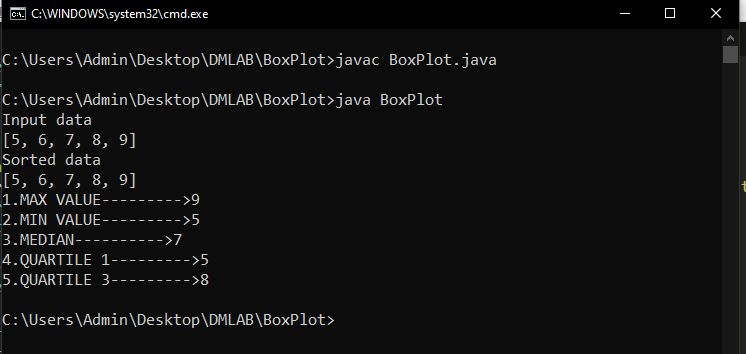 C:\WINDOWS\system32\cmd.exe
C:\Users\Admin\Desktop\DMLAB\BoxPlot>javac BoxPlot.java
C:\Users\Admin\Desktop\DMLAB\BoxPlot>java BoxPlot
Input data
[5, 6, 7, 8, 9]
Sorted data
[5, 6, 7, 8, 9]
1.MAX VALUE--------->9
2.MIN VALUE--------->5
3.MEDIAN---------->7
4.QUARTILE 1--------->5
5.QUARTILE 3--------->8
C:\Users\Admin\Desktop\DMLAB\BoxPlot>